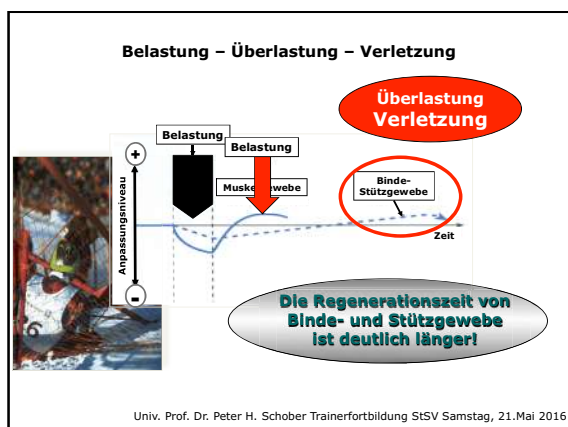 Belastung – Überlastung – Verletzung
Überlastung
Verletzung
Belastung
Belastung
+
Anpassungsniveau
-
Binde-
Stützgewebe
Zeit
6
Die Regenerationszeit von
Binde- und Stützgewebe
ist deutlich länger!
Univ. Prof. Dr. Peter H. Schober Trainerfortbildung StSV Samstag, 21.Mai 2016